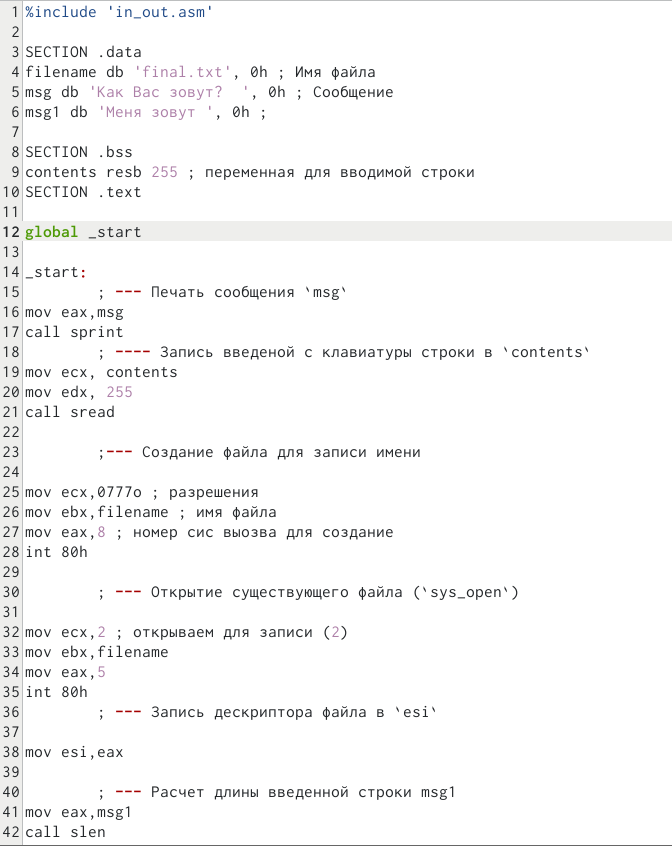 1 %include 'in_out.asm'
2
3 SECTION .data
4 filename db 'final.txt', 0h ; Имя файла
5 msg db 'Как Вас зовут?  ', 0h ; Сообщение
6 msg1 db 'Меня зовут ', 0h ;
7
8 SECTION .bss
9 contents resb 255 ; переменная для вводимой строки
10 SECTION .text
11
12 global _start
13
14 _start:
15         ; --- Печать сообщения `msg`
16 mov eax,msg
17 call sprint
18         ; ---- Запись введеной с клавиатуры строки в `contents`
19 mov ecx, contents
20 mov edx, 255
21 call sread
22
23         ;--- Создание файла для записи имени
24
25 mov ecx,0777o ; разрешения
26 mov ebx,filename ; имя файла
27 mov eax,8 ; номер сис выозва для создание
28 int 80h
29
30         ; --- Открытие существующего файла (`sys_open`)
31
32 mov ecx,2 ; открываем для записи (2)
33 mov ebx,filename
34 mov eax,5
35 int 80h
36         ; --- Запись дескриптора файла в `esi`
37
38 mov esi,eax
39
40         ; --- Расчет длины введенной строки msg1
41 mov eax,msg1
42 call slen